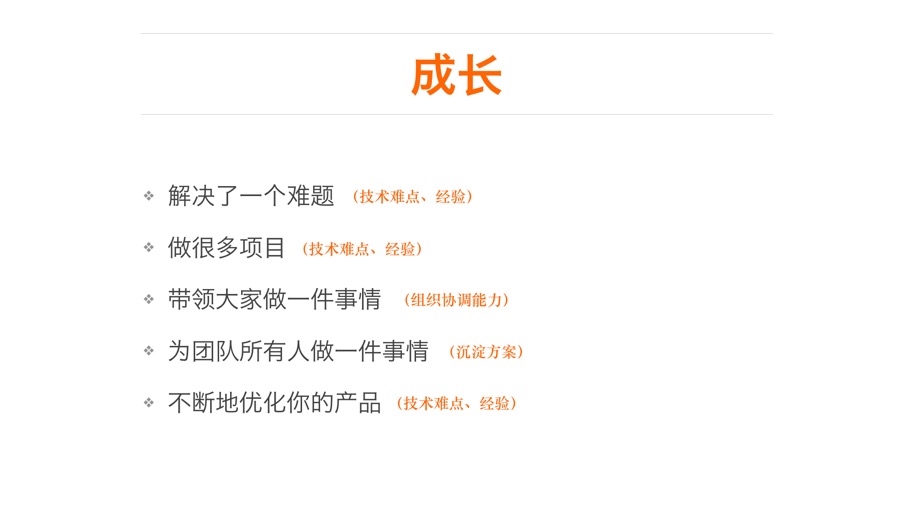 成长
❖ 解决了一个难题 （技术难点、经验）
❖ 做很多项目 （技术难点、经验）
❖ 带领大家做一件事情 （组织协调能力）
❖ 为团队所有人做一件事情 （沉淀方案）
❖ 不断地优化你的产品 （技术难点、经验）